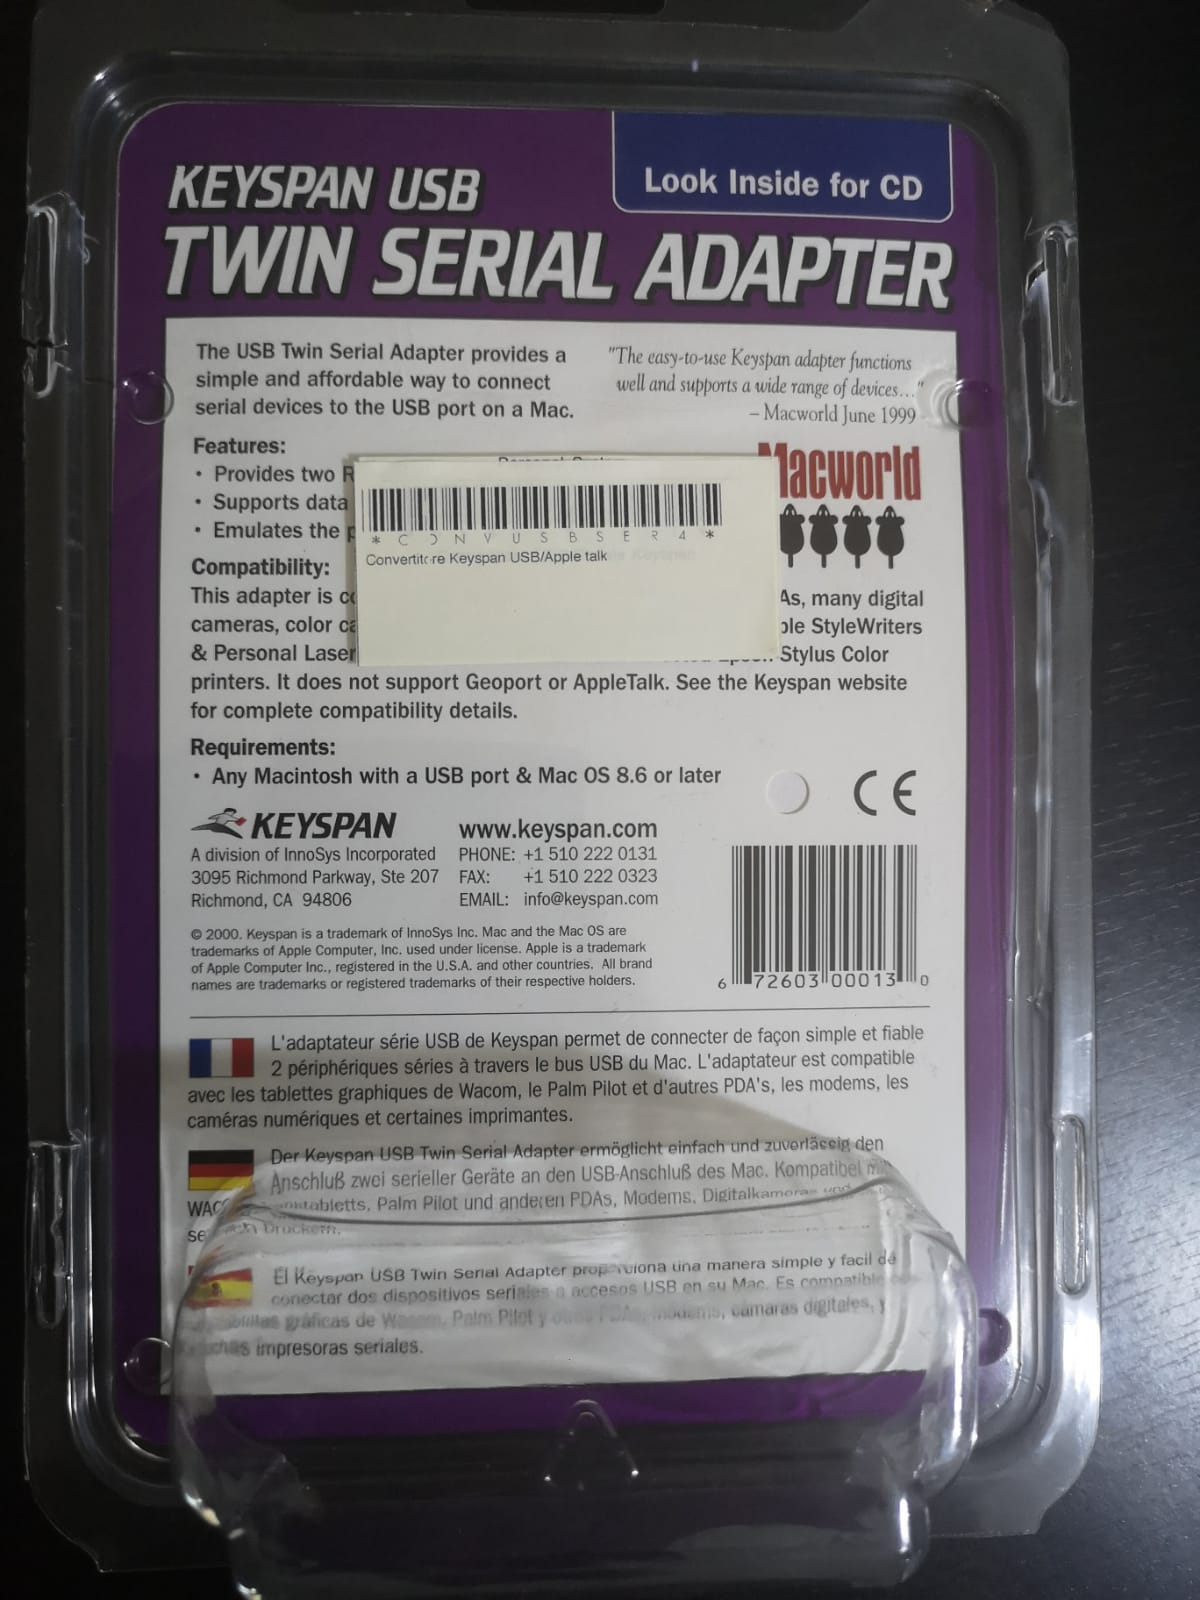 Look Inside for CD
KEYSPAN USB
TWIN SERIAL ADAPTER
The USB Twin Serial Adapter provides a
simple and affordable way to connect
serial devices to the USB port on a Mac.
"The easy-to-use Keyspan adapter functions
well and supports a wide range of devices..."
– Macworld June 1999
Macworld
Features:
• Provides two
• Supports data
• Emulates the
*CONVUSBSER4*
Convertitore Keyspan USB/Apple talk
Compatibility:
This adapter is
As, many digital
cameras, color
StyleWriters
& Personal
Stylus Color
printers. It does not support Geoport or AppleTalk. See the Keyspan website
for complete compatibility details.
Requirements:
• Any Macintosh with a USB port & Mac OS 8.6 or later
CE
KEYSPAN
A division of InnoSys Incorporated
3095 Richmond Parkway, Ste 207
Richmond, CA 94806
www.keyspan.com
PHONE: +1 510 222 0131
FAX: +1 510 222 0323
EMAIL: info@keyspan.com
© 2000. Keyspan is a trademark of InnoSys Inc. Mac and the Mac OS are
trademarks of Apple Computer, Inc. used under license. Apple is a trademark
of Apple Computer Inc., registered in the U.S.A. and other countries. All brand
names are trademarks or registered trademarks of their respective holders.
6 72603 00013 0
L'adaptateur série USB de Keyspan permet de connecter de façon simple et fiable
2 périphériques séries à travers le bus USB du Mac. L'adaptateur est compatible
avec les tablettes graphiques de Wacom, le Palm Pilot et d'autres PDA's, les modems, les
caméras numériques et certaines imprimantes.
Der Keyspan USB Twin Serial Adapter ermöglicht einfach und zuverlässig den
Anschluß zwei serieller Geräte an den USB-Anschluß des Mac. Kompatibel mit
Palm Pilot und anderen PDAs, Modems, Digitalkameras und
Druckern.
El Keyspan USB Twin Serial Adapter proporciona una manera simple y facil de
conectar dos dispositivos seriales a accesos USB en su Mac. Es compatible
gráficas de Wacom, Palm Pilot y otros PDAs, modems, cámaras digitales, y
impresoras seriales.